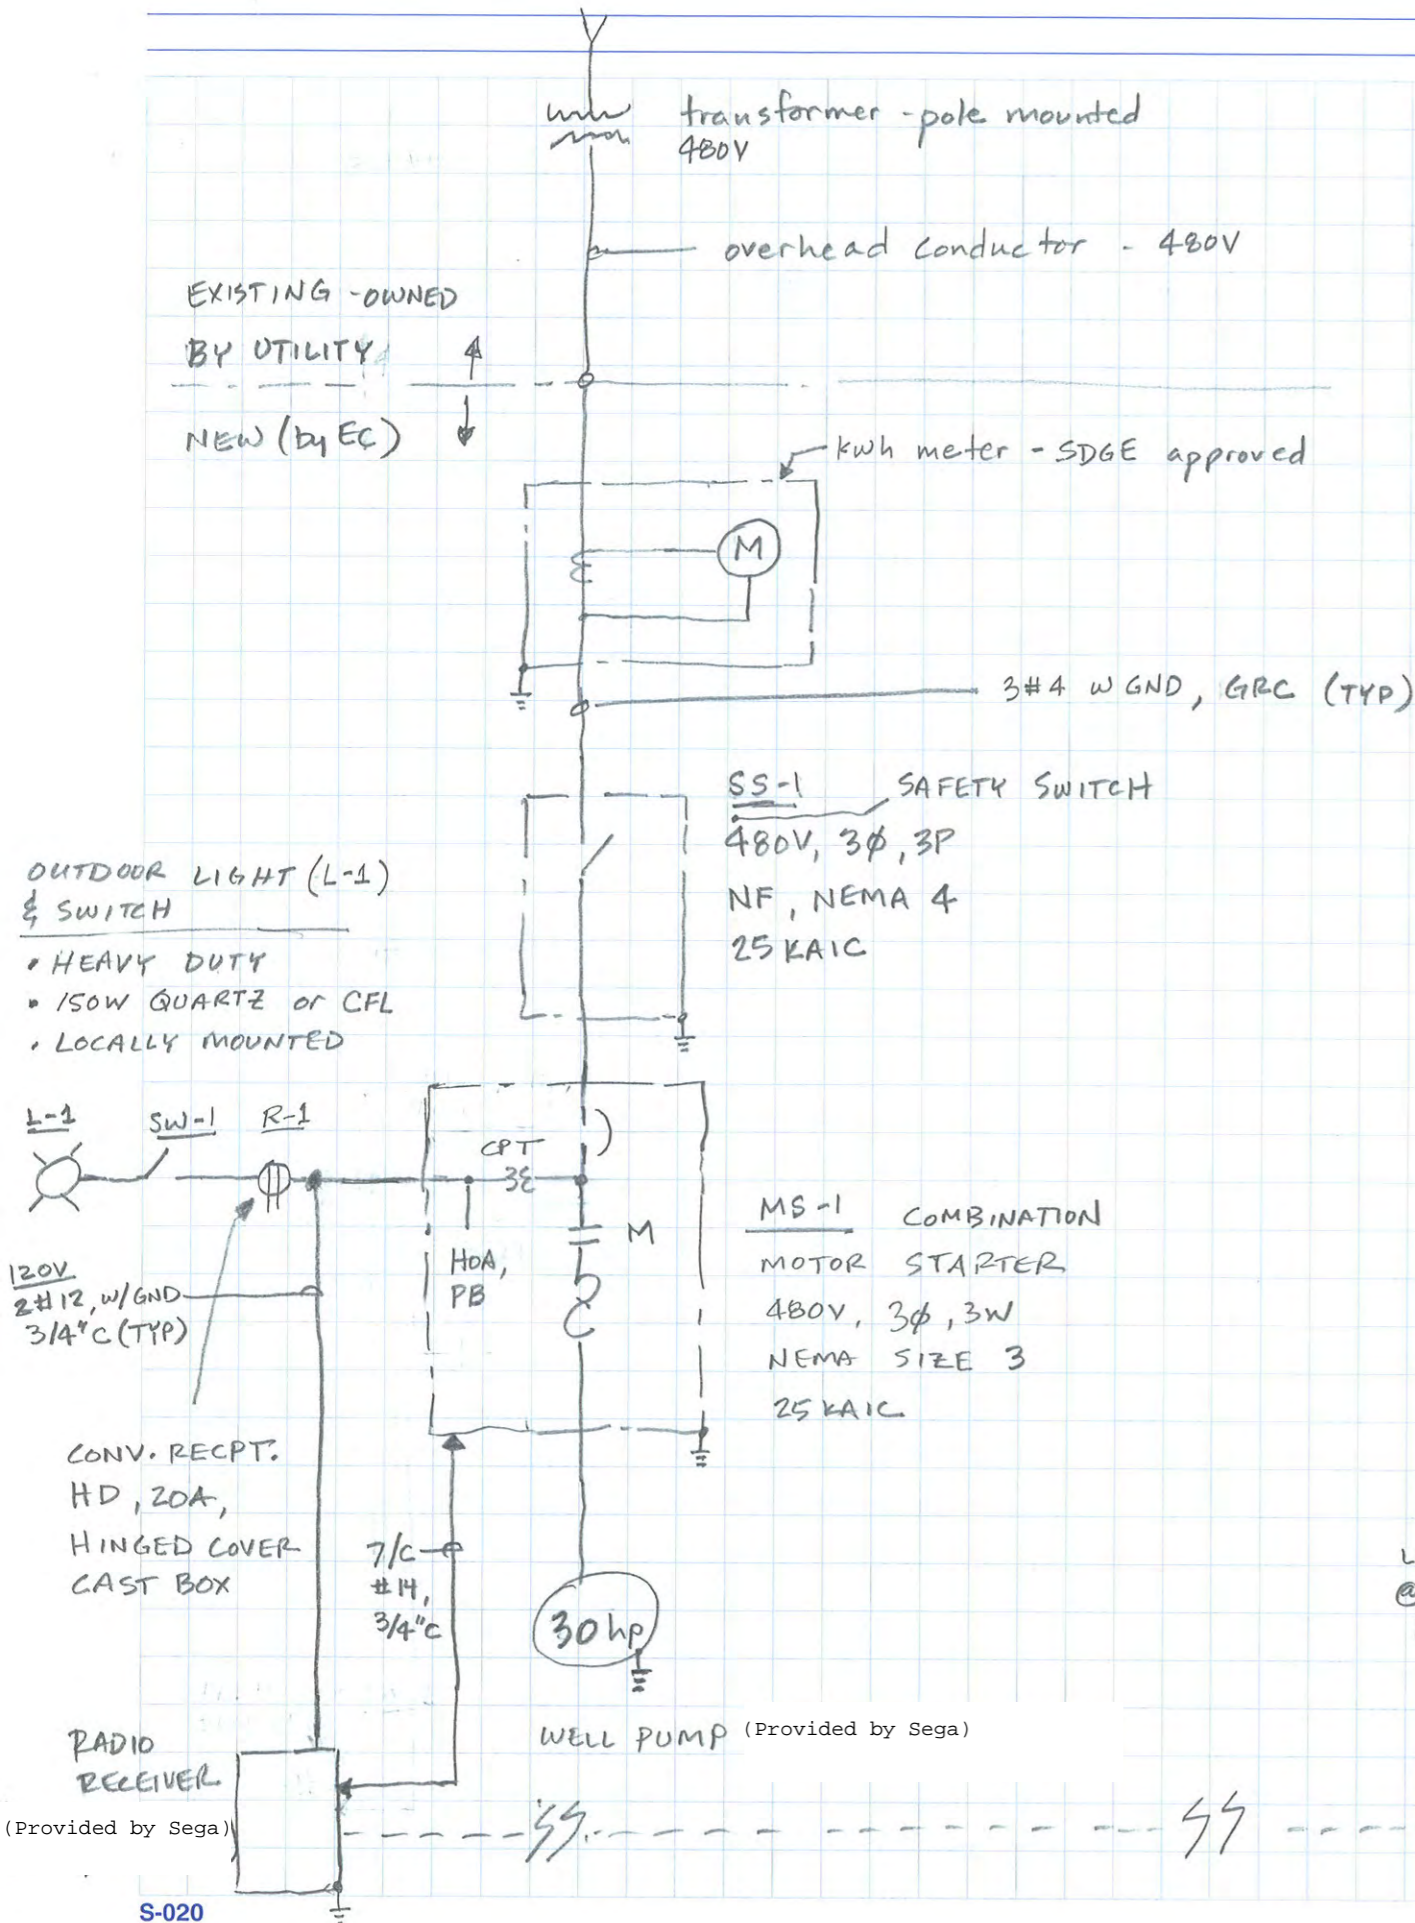 transformer - pole mounted
480V
overhead conductor - 480V
EXISTING - OWNED
BY UTILITY
NEW (by EC)
kwh meter - SDGE approved
M
3#4 W GND, GRC (TYP)
SS-1 SAFETY SWITCH
480V, 3ø, 3P
NF, NEMA 4
25 KAIC
OUTDOOR LIGHT (L-1)
& SWITCH
• HEAVY DUTY
• 150W QUARTZ or CFL
• LOCALLY MOUNTED
L-1 SW-1 R-1
CPT
M
HOA,
PB
MS-1 COMBINATION
MOTOR STARTER
480V, 3ø, 3W
NEMA SIZE 3
25 KAIC
120V
2#12, W/GND
3/4"C (TYP)
CONV. RECPT.
HD, 20A,
HINGED COVER
CAST BOX
7/C
#14,
3/4"C
30 hp
L
@
WELL PUMP (Provided by Sega)
RADIO
RECEIVER
(Provided by Sega)
S-020